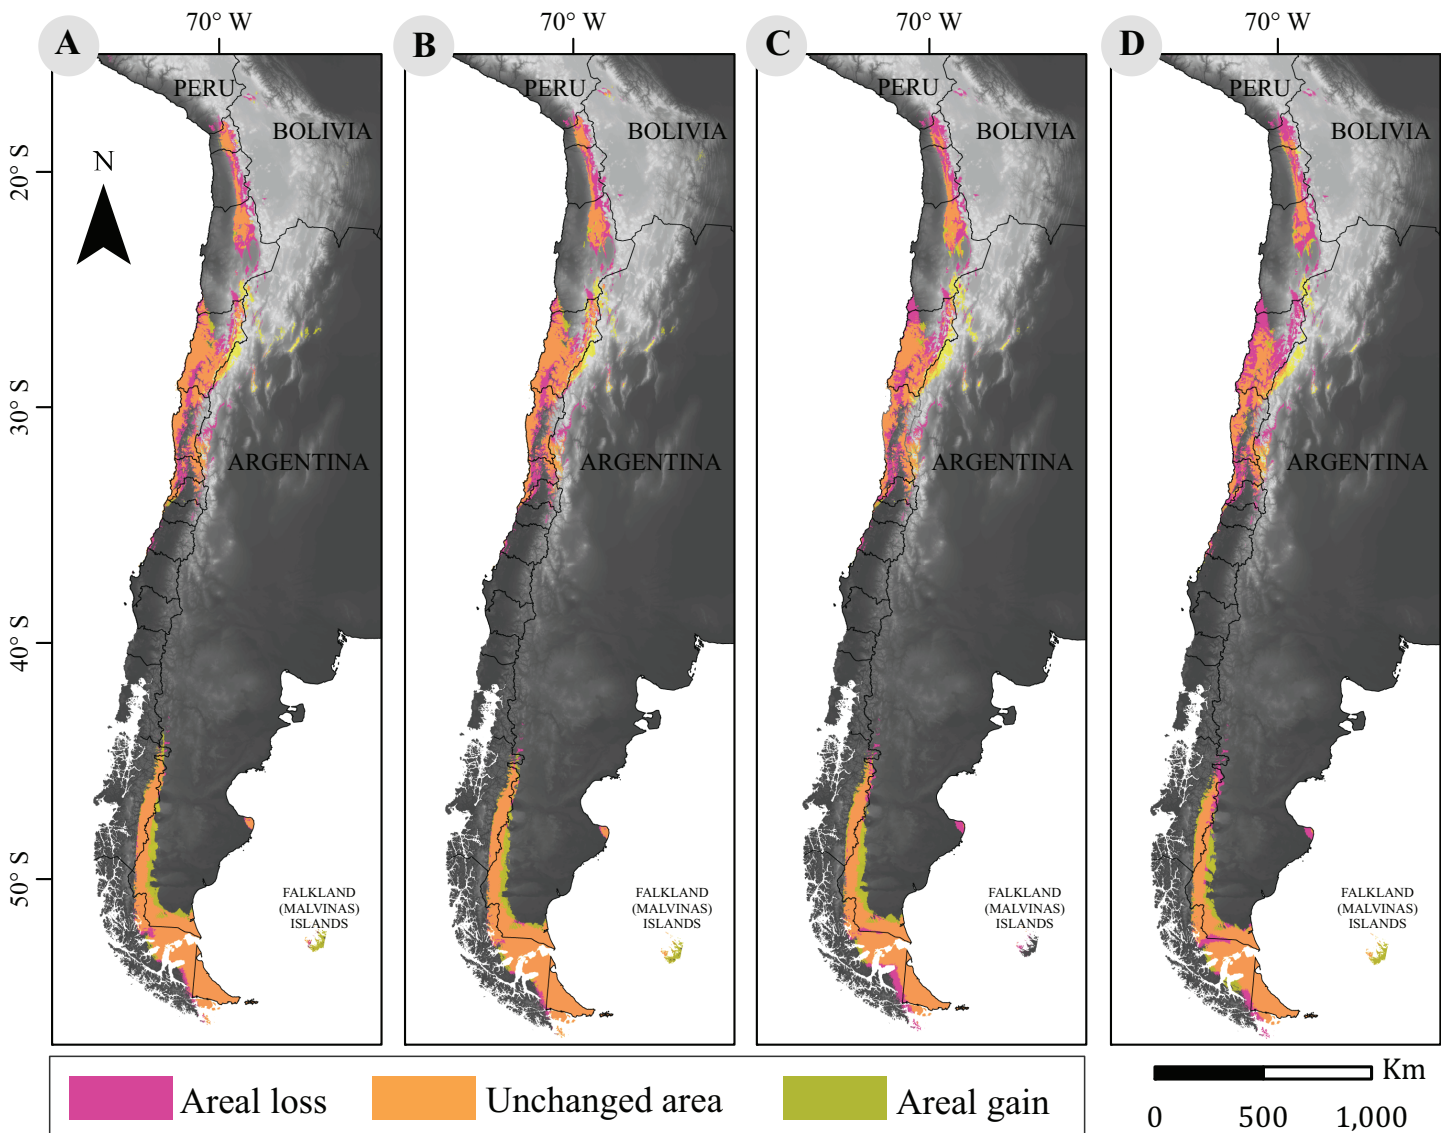 70° W
70° W
70° W
70° W
A
B
C
D
PERU
PERU
PERU
PERU
BOLIVIA
BOLIVIA
BOLIVIA
BOLIVIA
N
20° S
30° S
40° S
50° S
ARGENTINA
ARGENTINA
ARGENTINA
ARGENTINA
FALKLAND
(MALVINAS)
ISLANDS
FALKLAND
(MALVINAS)
ISLANDS
FALKLAND
(MALVINAS)
ISLANDS
FALKLAND
(MALVINAS)
ISLANDS
Areal loss
Unchanged area
Areal gain
Km
0 500 1,000